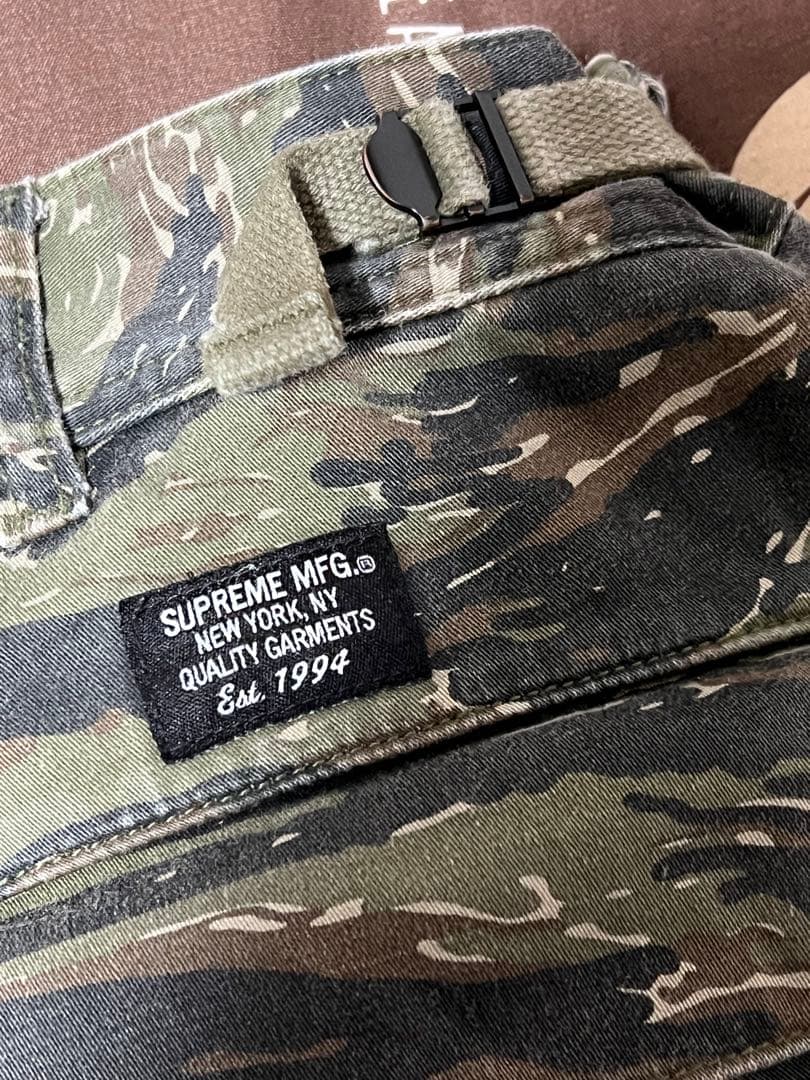 SUPREME MFG.®
NEW YORK, NY
QUALITY GARMENTS
Est. 1994